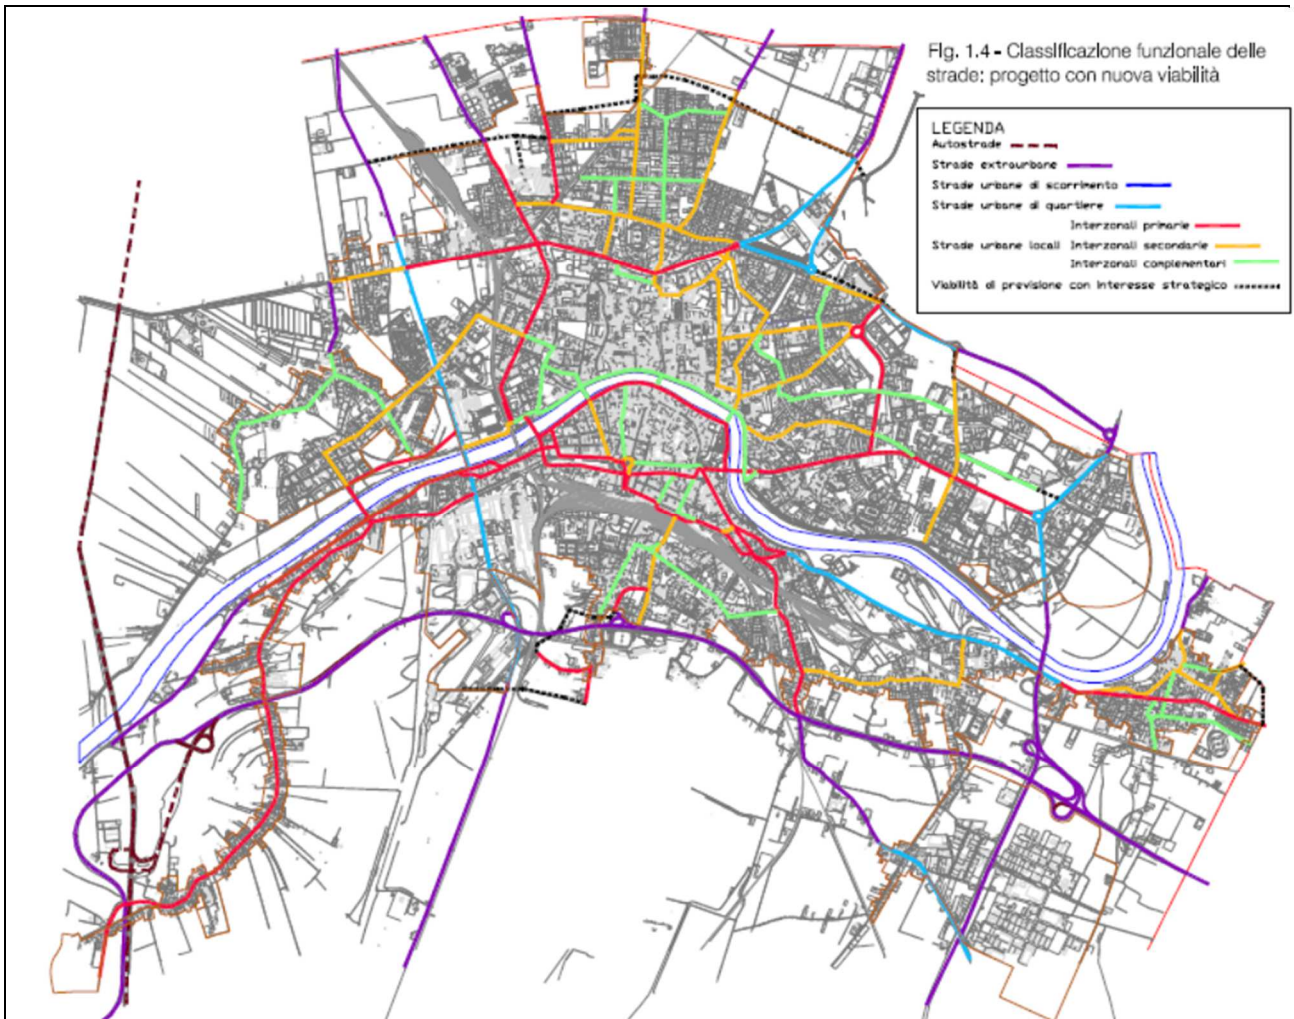 Fig. 1.4 - Classificazione funzionale delle
strade: progetto con nuova viabilità
LEGENDA
Autostrade
Strade extraurbane
Strade urbane di scorrimento
Strade urbane di quartiere
Interzonali primarie
Strade urbane locali Interzonali secondarie
Interzonali complementari
Viabilità di previsione con interesse strategico